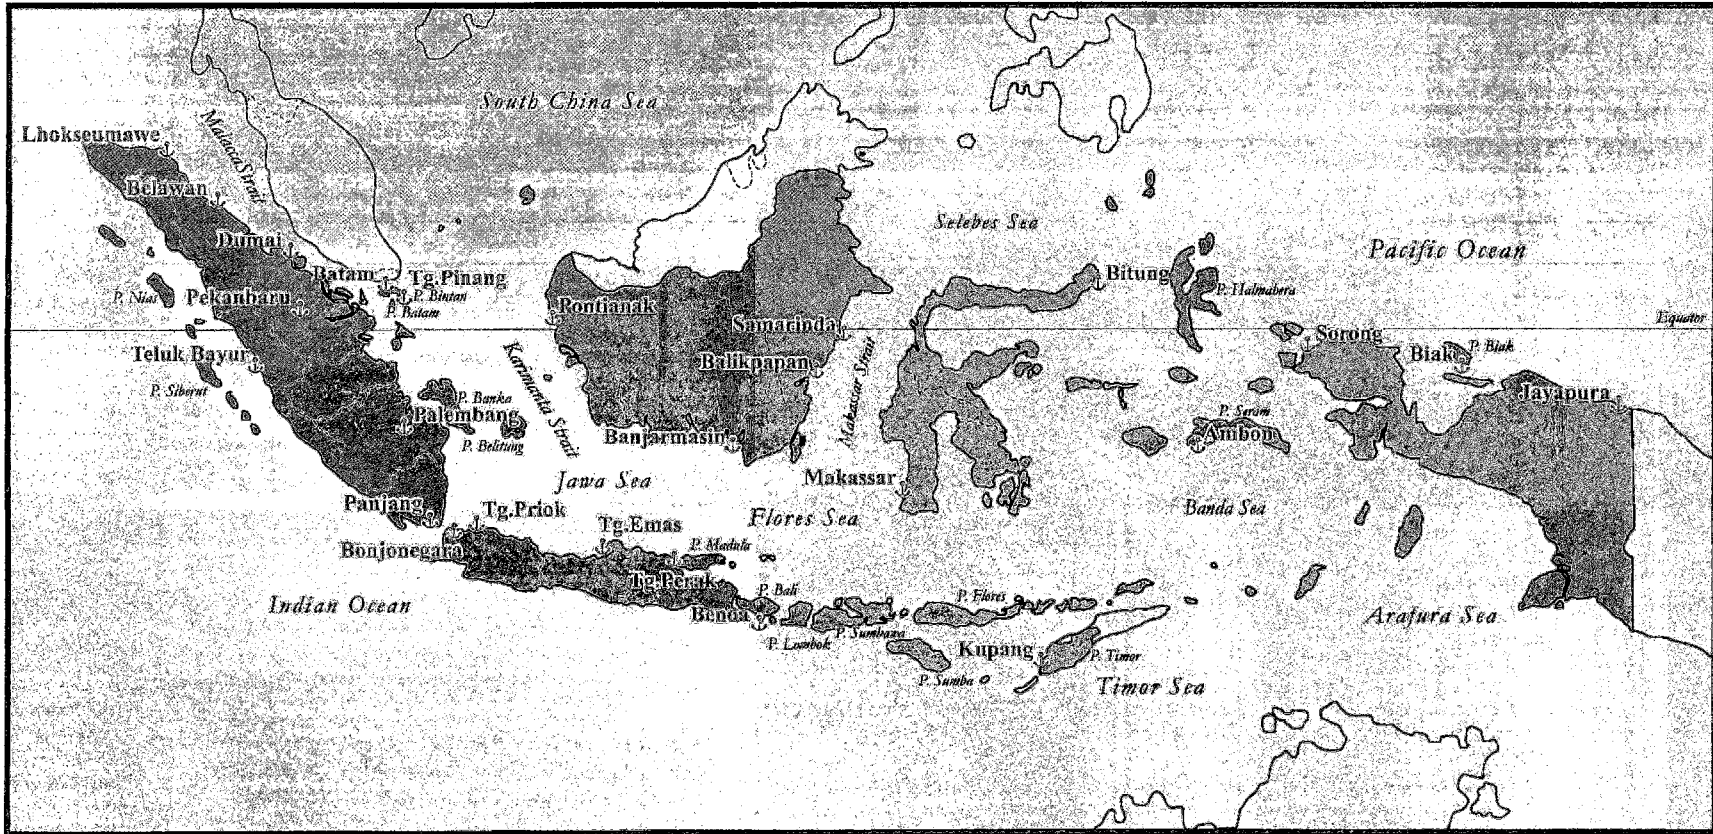 South China Sea
Malacca Strait
Lhokseumawe
Belawan
Selebes Sea
Pacific Ocean
Dumai
Batam
Tg.Pinang
Bitung
P. Nias
Pekanbaru
P. Bintan
P. Batam
Pontianak
P. Halmahera
Samarinda
Equator
Sorong
Teluk Bayur
Karimanta Strait
Balikpapan
Makassar Strait
Biak
P. Biak
P. Siberut
P. Banka
Jayapura
Palembang
P. Seram
P. Belitung
Banjarmasin
Ambon
Jawa Sea
Makassar
Panjang
Tg.Priok
Flores Sea
Banda Sea
Tg.Emas
Bonjonegara
P. Madula
Tg.Perak
P. Bali
P. Flores
Indian Ocean
Benoa
Arafura Sea
P. Lombok
P. Sumbawa
Kupang
P. Timor
P. Sumba
Timor Sea